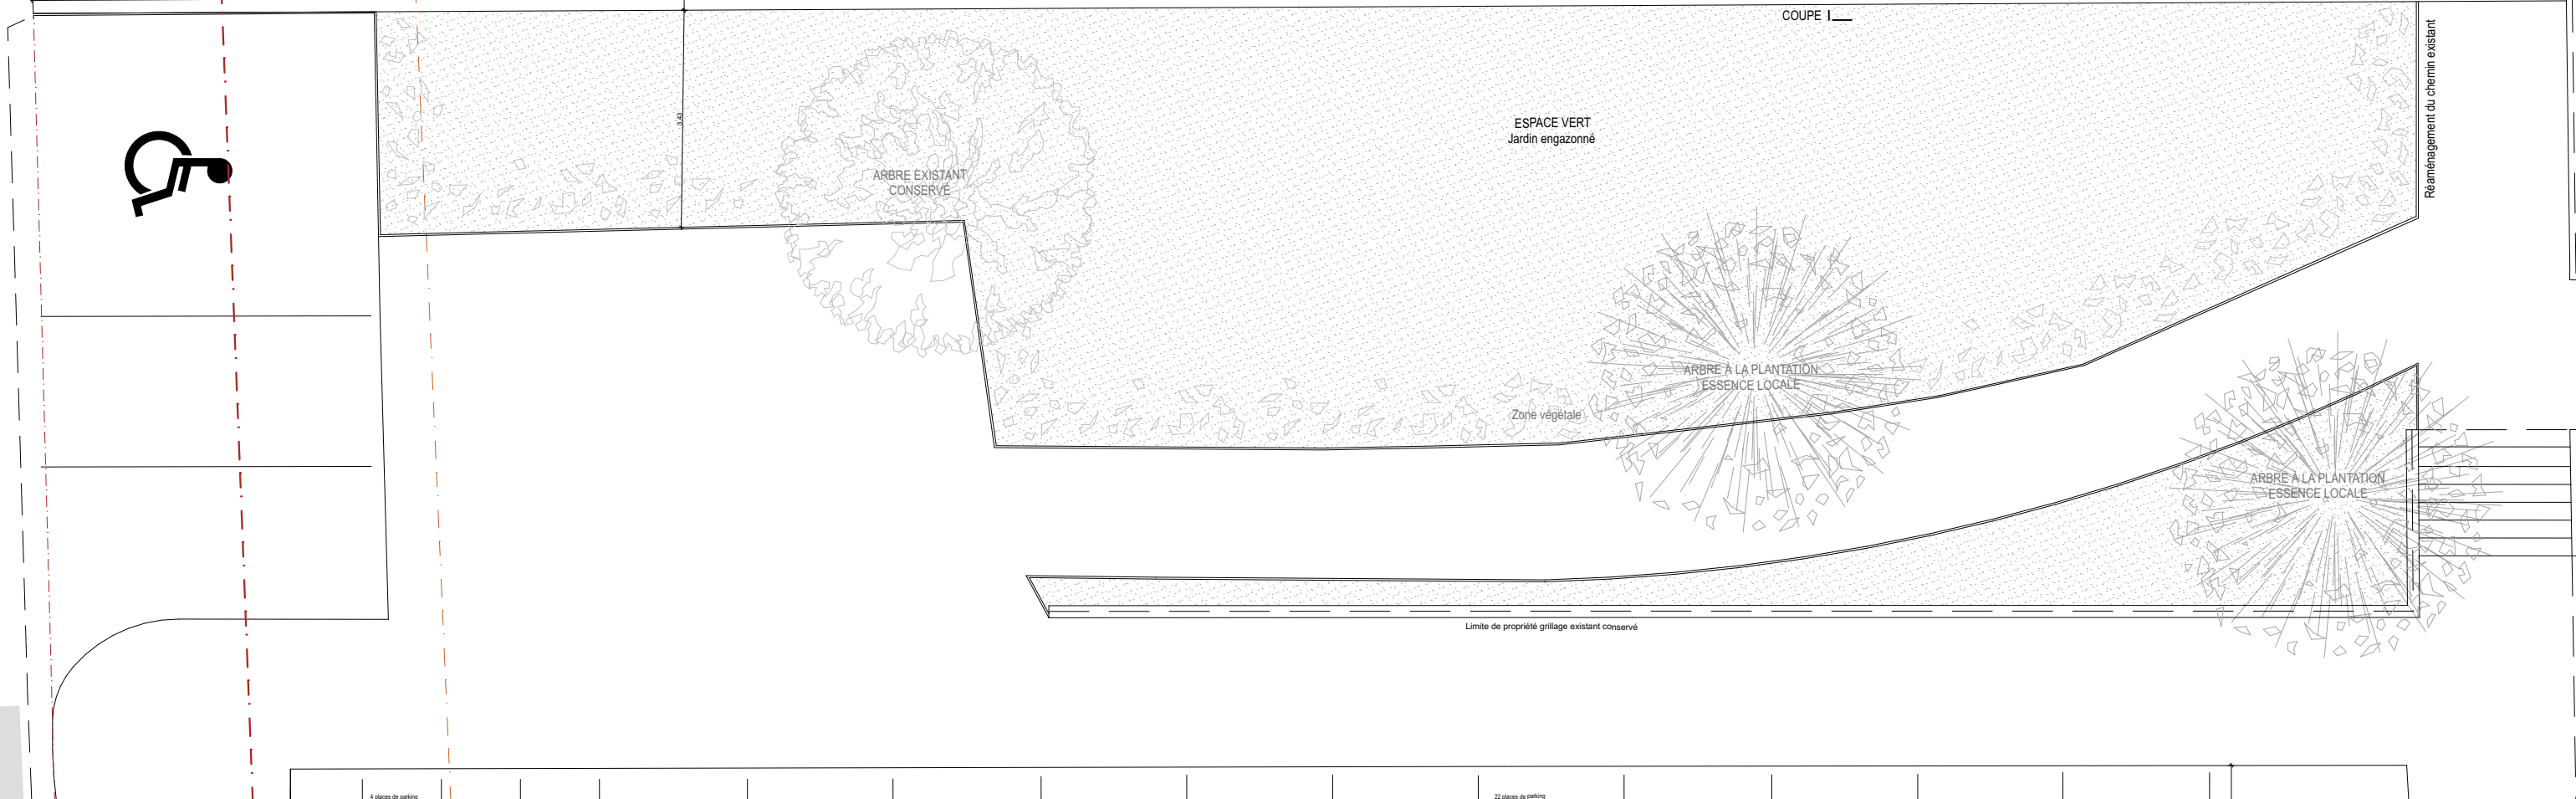 COUPE I
Réaménagement du chemin existant
3.43
ESPACE VERT
Jardin engazonné
ARBRE EXISTANT
CONSERVÉ
ARBRE À LA PLANTATION
ESSENCE LOCALE
Zone végétale
ARBRE À LA PLANTATION
ESSENCE LOCALE
Limite de propriété grillage existant conservé
4 places de parking
22 places de parking